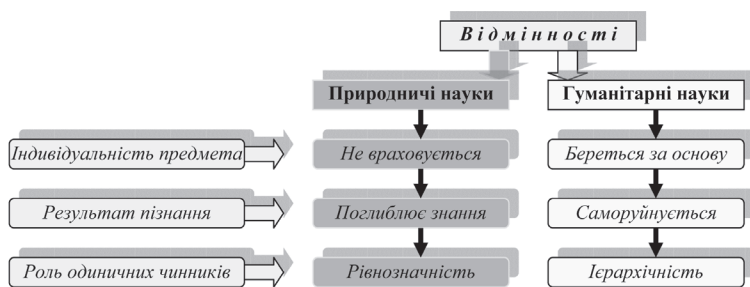 Відмінності
Природничі науки Гуманітарні науки
Індивідуальність предмета Не враховується Береться за основу
Результат пізнання Поглиблює знання Саморуйнується
Роль одиничних чинників Рівнозначність Ієрархічність